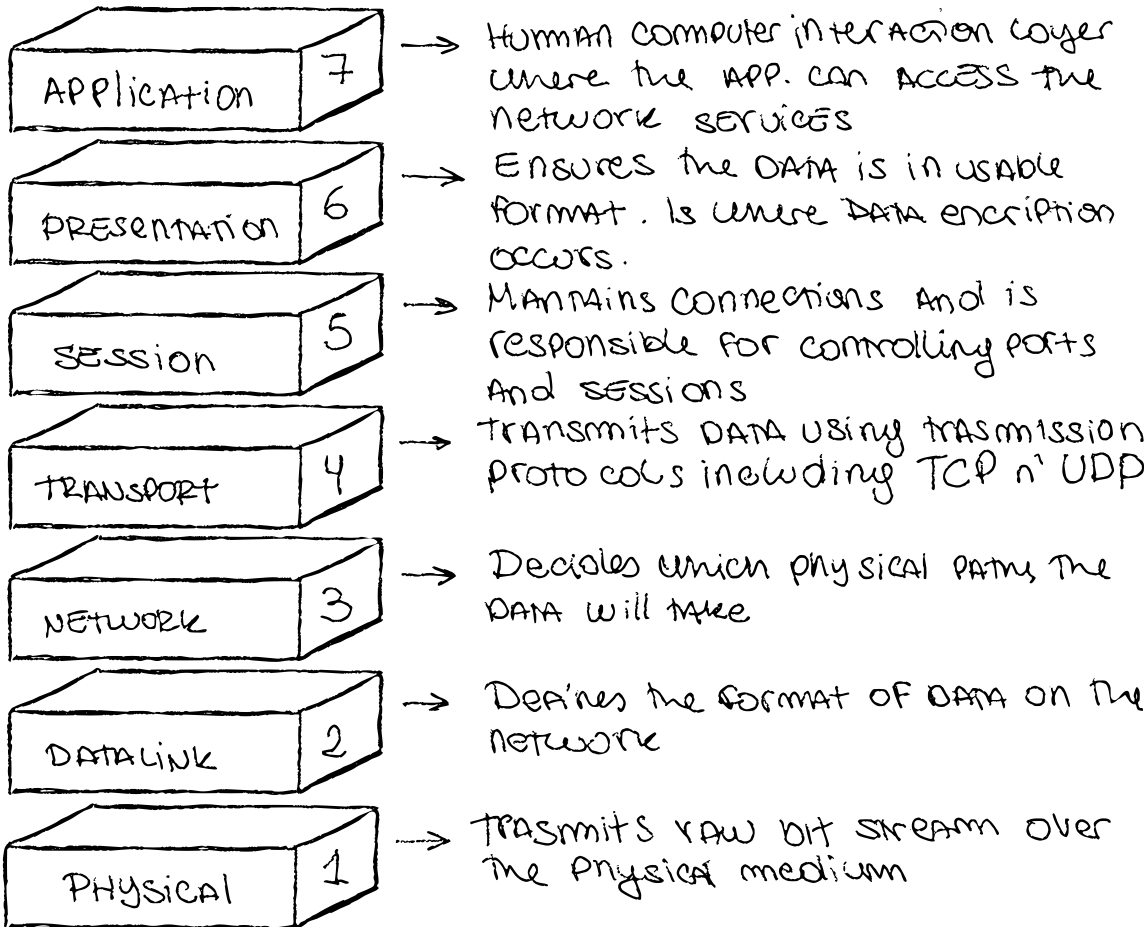 APPlicAtion
7
→ Human computer interAction Layer
where the APP. can ACCESS the
network SERVICES
PRESENTATiON
6
→ Ensures the DATA is in usable
format. Is where DATA encriPtion
occurs.
SESSION
5
→ MANTAins connections And is
responsible for controlling ports
And SESSIONS
TRANSPORT
4
→ trANSmits DATA using trASmission
protocols including TCP n' UDP
NETWORK
3
→ Decides which physical PATH, the
DATA will TAKE
DATALINK
2
→ Defines the format OF DATA on the
network
PHYSICAL
1
→ TRASmits raw bit stream over
the Physical medium